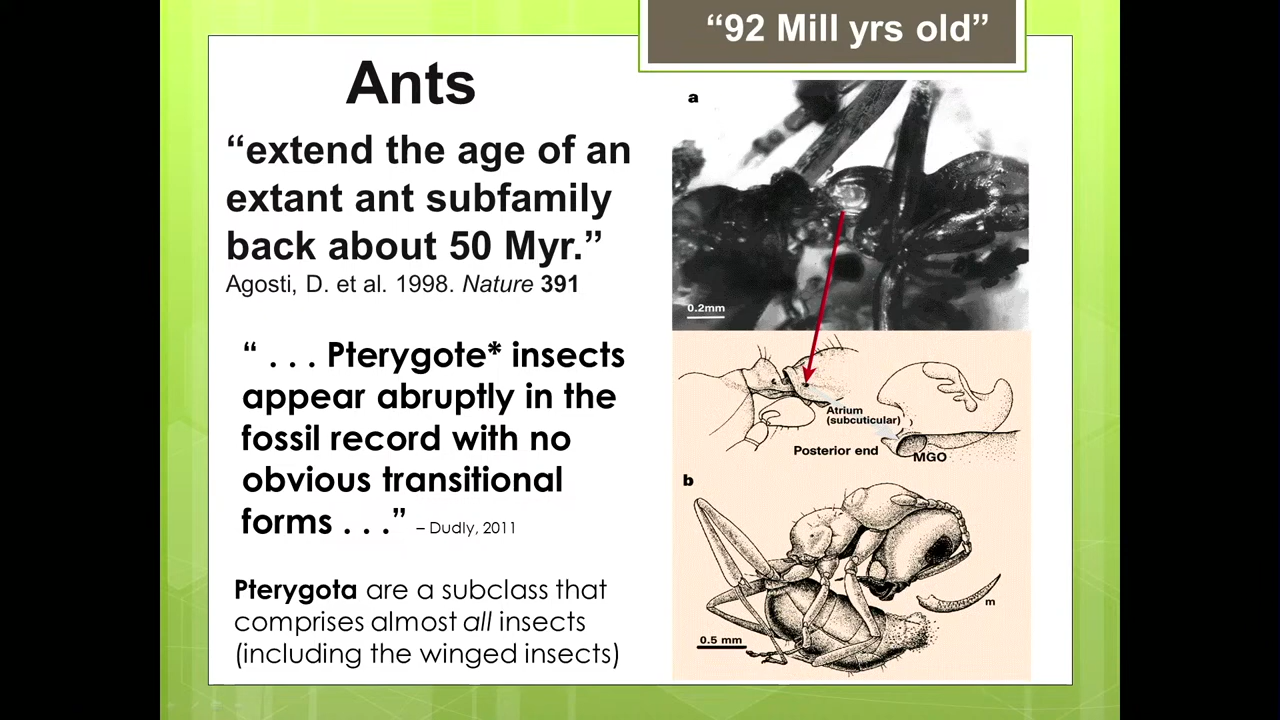 “92 Mill yrs old”
Ants
“extend the age of an
extant ant subfamily
back about 50 Myr.”
Agosti, D. et al. 1998. Nature 391
“ . . . Pterygote* insects
appear abruptly in the
fossil record with no
obvious transitional
forms . . .” – Dudly, 2011
Pterygota are a subclass that
comprises almost all insects
(including the winged insects)
a
0.2mm
Atrium
(subcuticular)
Posterior end
MGO
b
m
0.5 mm